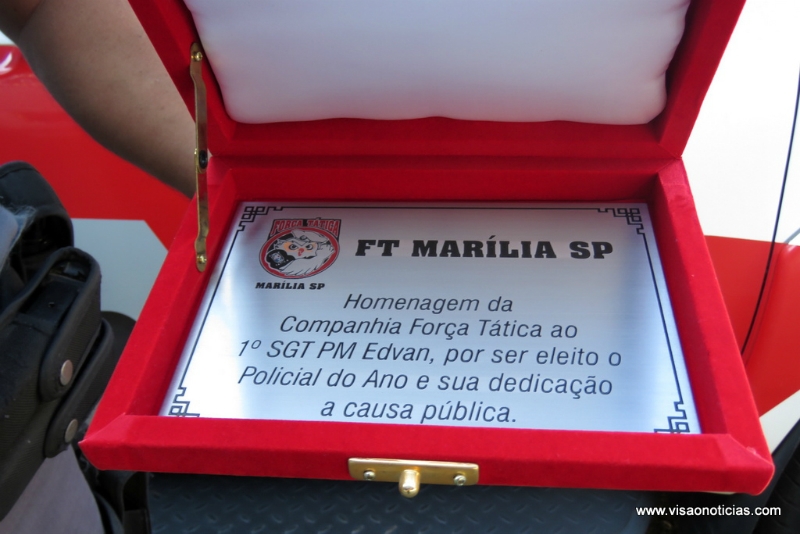 FORÇA TÁTICA
MARÍLIA SP
FT MARÍLIA SP
Homenagem da
Companhia Força Tática ao
1º SGT PM Edvan, por ser eleito o
Policial do Ano e sua dedicação
a causa pública.
www.visaonoticias.com